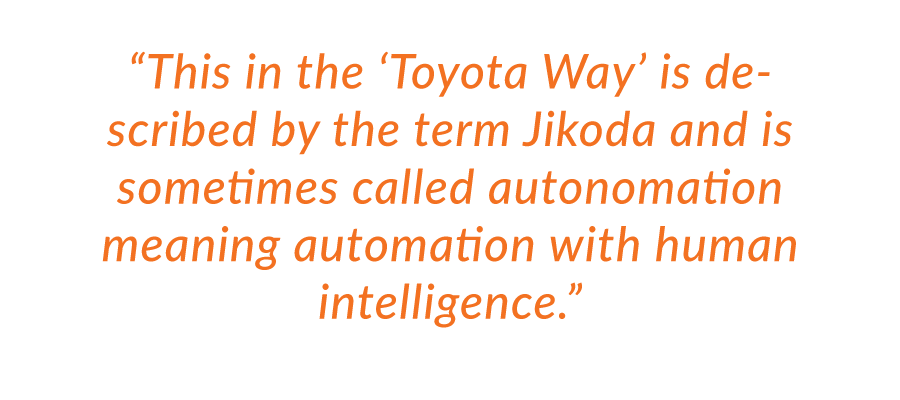 “This in the ‘Toyota Way’ is de-
scribed by the term Jikoda and is
sometimes called autonomation
meaning automation with human
intelligence.”